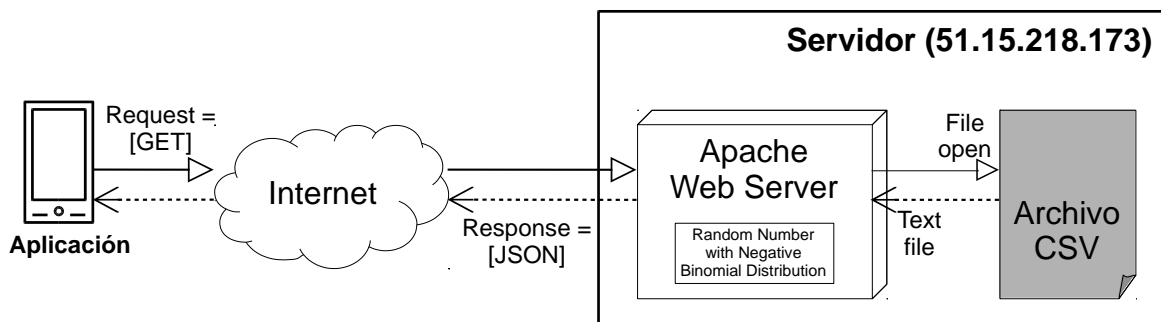 Servidor (51.15.218.173)
Request =
[GET]
Aplicación
Internet
Response =
[JSON]
Apache
Web Server
Random Number
with Negative
Binomial Distribution
File
open
Text
file
Archivo
CSV